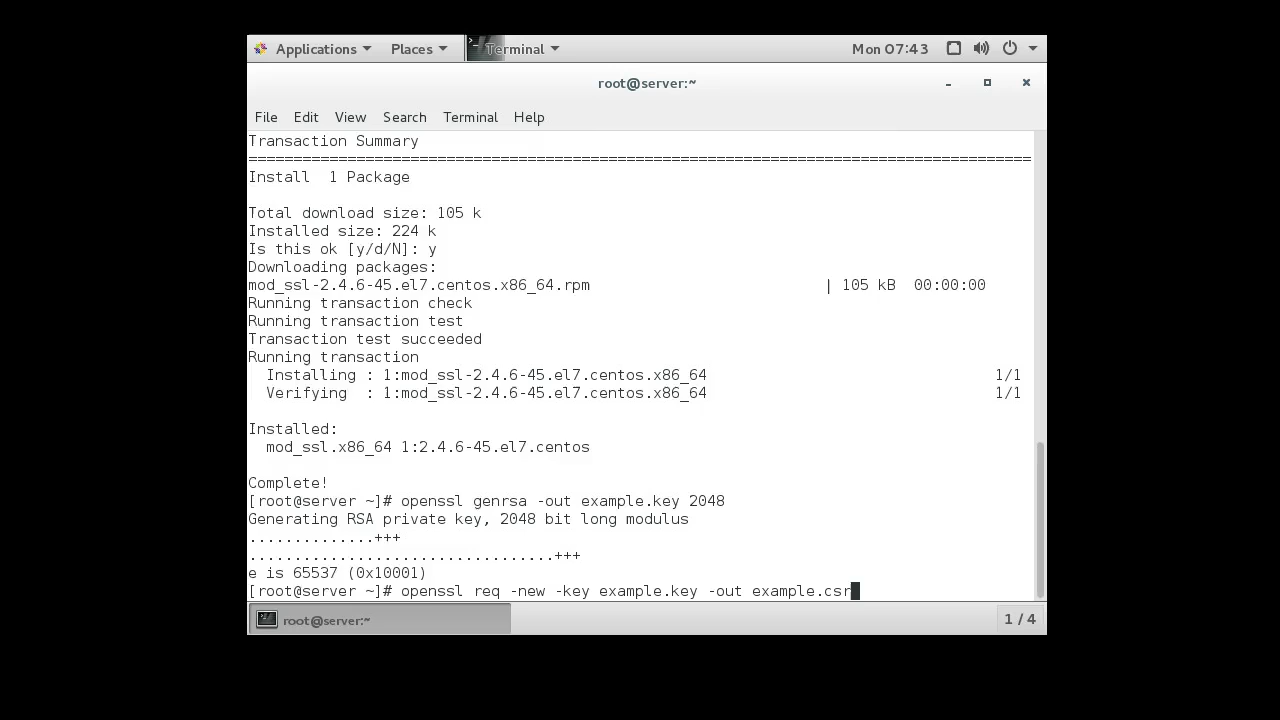 Applications Places Terminal Mon 07:43
root@server:~
File Edit View Search Terminal Help
Transaction Summary
================================================================================
Install  1 Package
Total download size: 105 k
Installed size: 224 k
Is this ok [y/d/N]: y
Downloading packages:
mod_ssl-2.4.6-45.el7.centos.x86_64.rpm | 105 kB  00:00:00
Running transaction check
Running transaction test
Transaction test succeeded
Running transaction
  Installing : 1:mod_ssl-2.4.6-45.el7.centos.x86_64 1/1
  Verifying  : 1:mod_ssl-2.4.6-45.el7.centos.x86_64 1/1
Installed:
  mod_ssl.x86_64 1:2.4.6-45.el7.centos
Complete!
[root@server ~]# openssl genrsa -out example.key 2048
Generating RSA private key, 2048 bit long modulus
..............+++
..................................+++
e is 65537 (0x10001)
[root@server ~]# openssl req -new -key example.key -out example.csr
root@server:~ 1 / 4